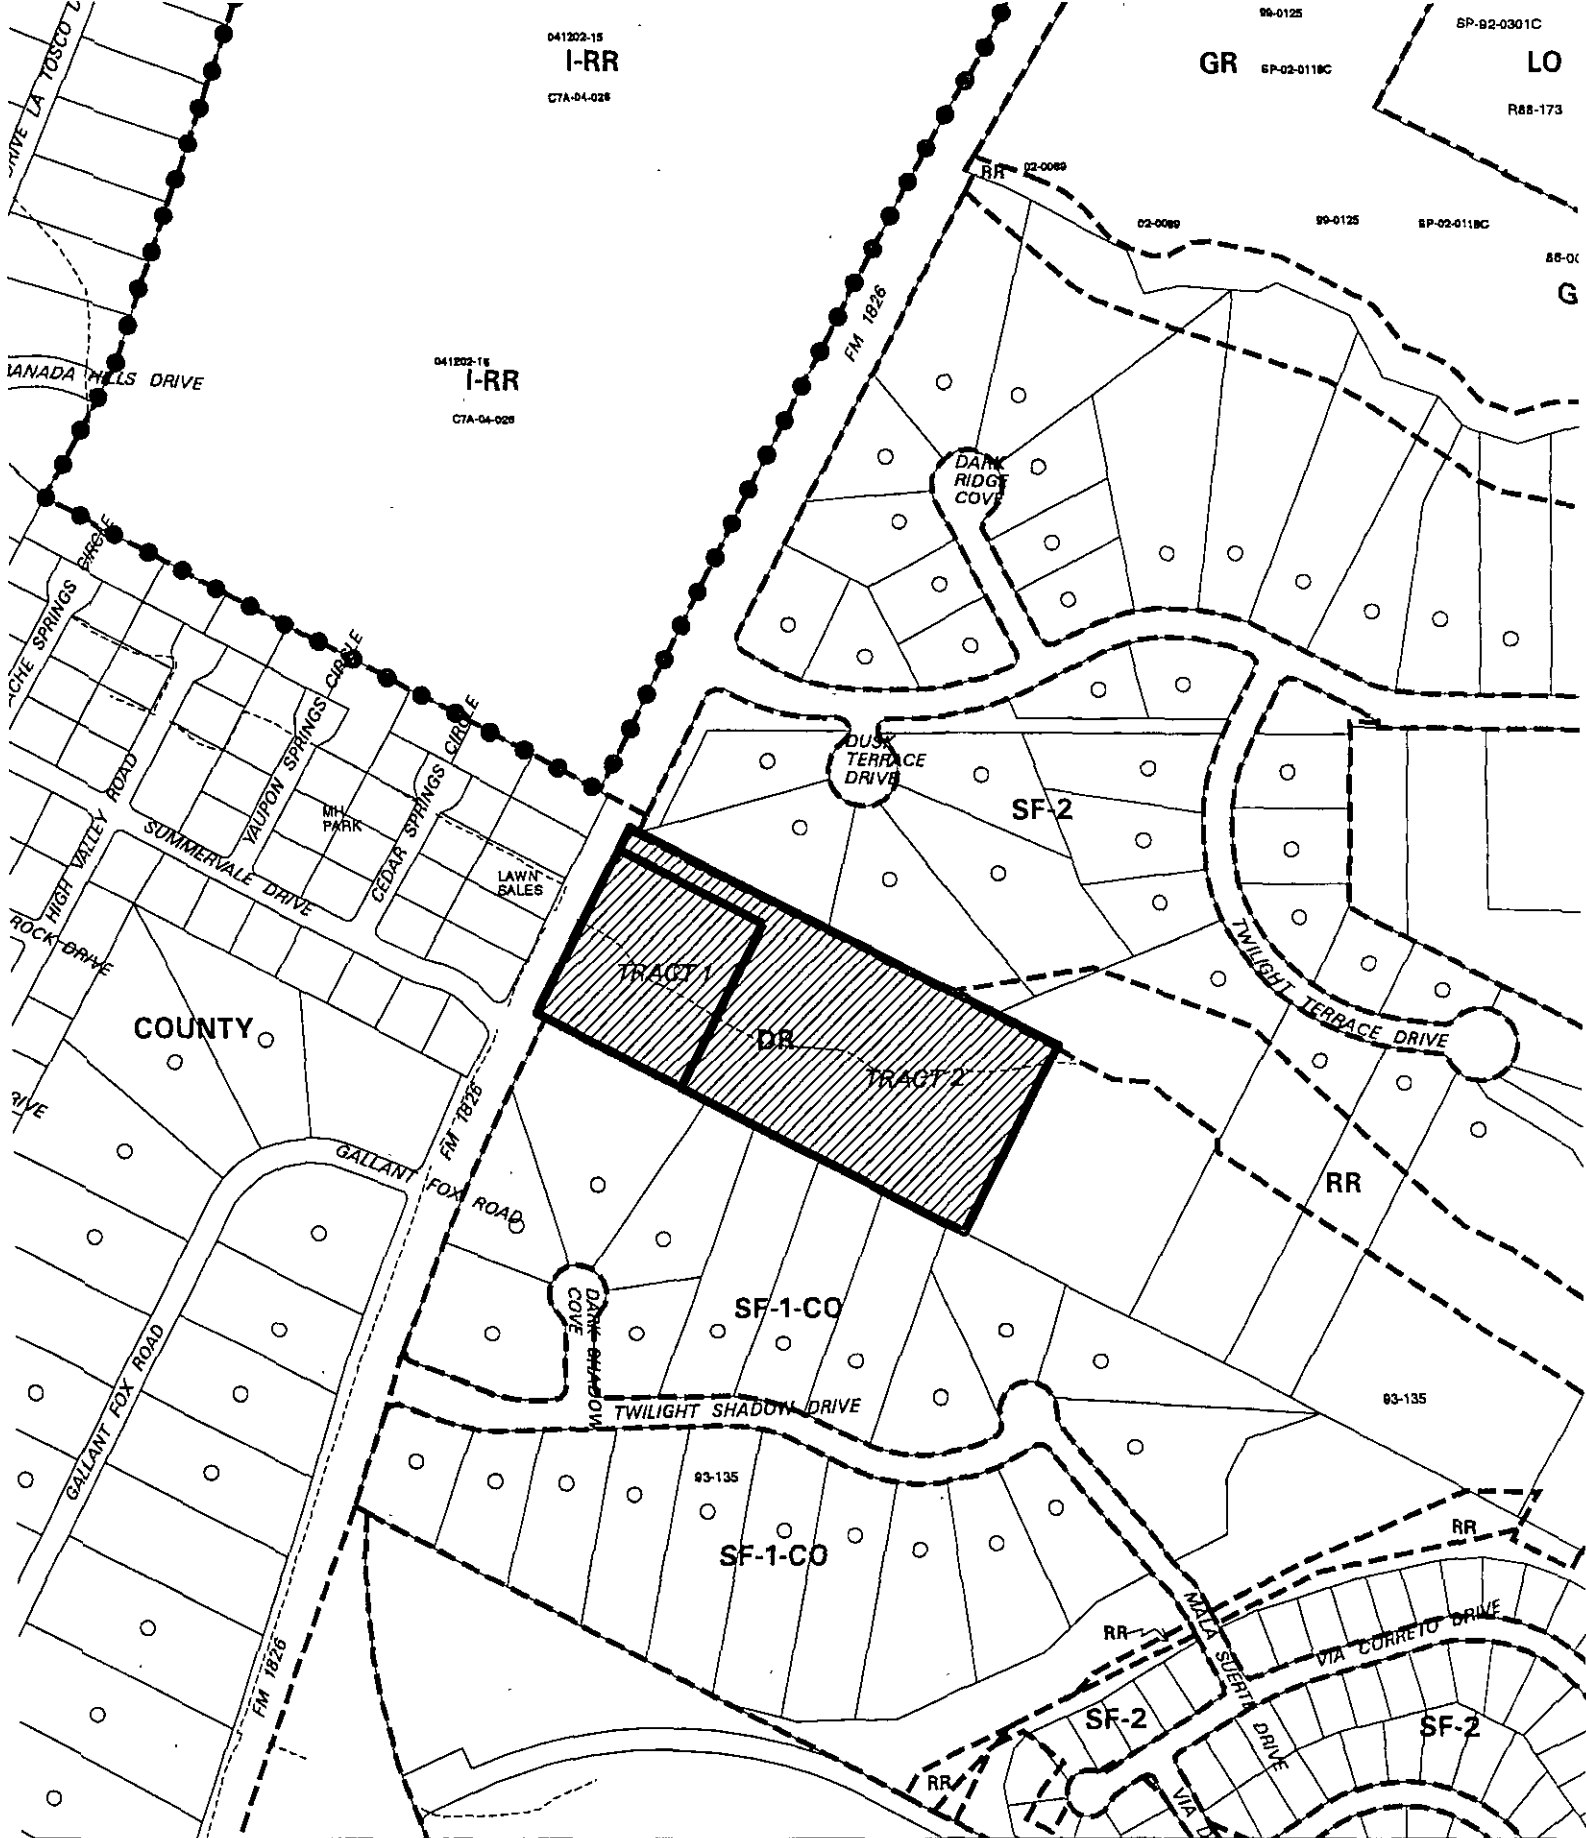 041202-15
I-RR
C7A-04-026
99-0125
GR
SP-02-0118C
SP-92-0301C
LO
R88-173
RR
02-0089
02-0089
99-0125
SP-02-0118C
G
LA TOSCO
FM 1826
HILLS DRIVE
I-RR
C7A-04-026
DARK
RIDGE
COVE
SPRINGS CIRCLE
YAUPON SPRINGS CIRCLE
CEDAR SPRINGS CIRCLE
HIGH VALLEY ROAD
SUMMERVALE DRIVE
MH
PARK
LAWN
SALES
ROCK DRIVE
DUSK
TERRACE
DRIVE
SF-2
TWILIGHT TERRACE DRIVE
TRACT 1
DR
TRACT 2
COUNTY
FM 1826
GALLANT FOX ROAD
RR
SF-1-CO
DARK SHADOW
COVE
TWILIGHT SHADOW DRIVE
GALLANT FOX ROAD
93-135
93-135
SF-1-CO
RR
MALA SUERTE DRIVE
RR
VIA CORRETO DRIVE
SF-2
SF-2
FM 1826
RR
VIA